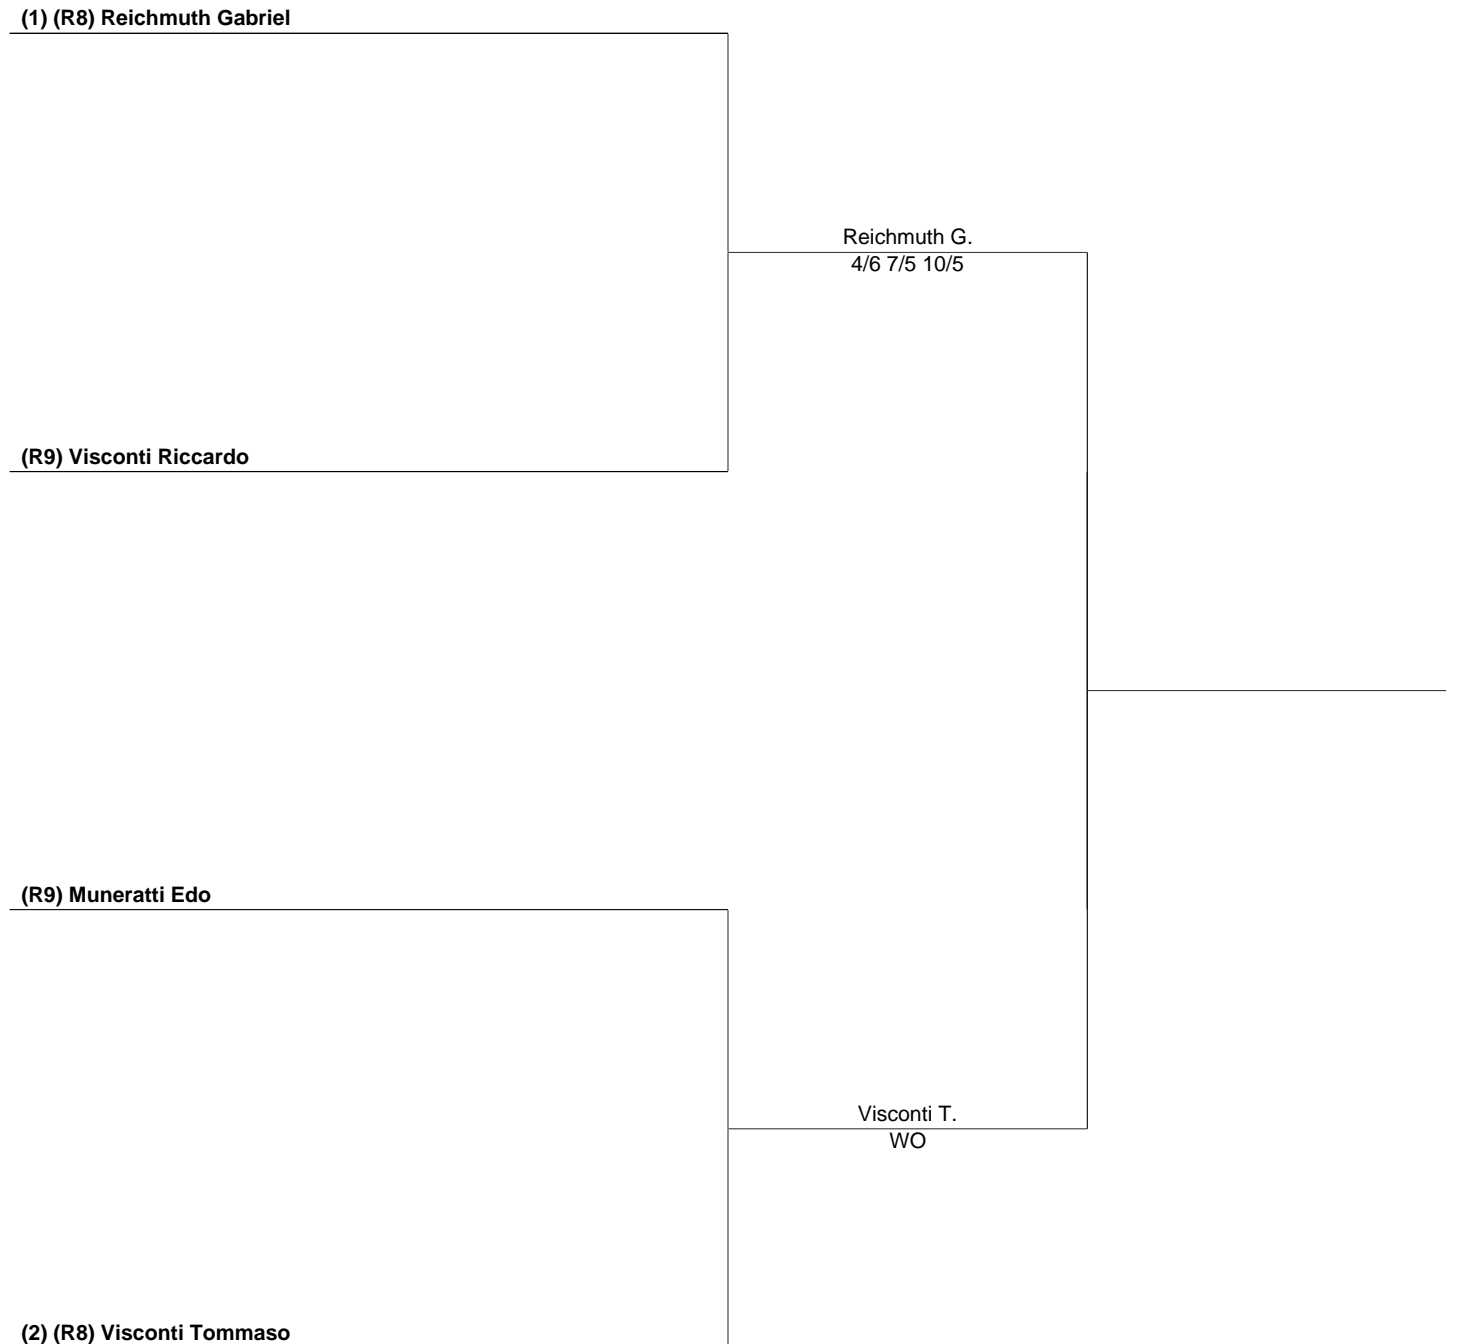 (1) (R8) Reichmuth Gabriel
Reichmuth G.
4/6 7/5 10/5
(R9) Visconti Riccardo
(R9) Muneratti Edo
Visconti T.
WO
(2) (R8) Visconti Tommaso